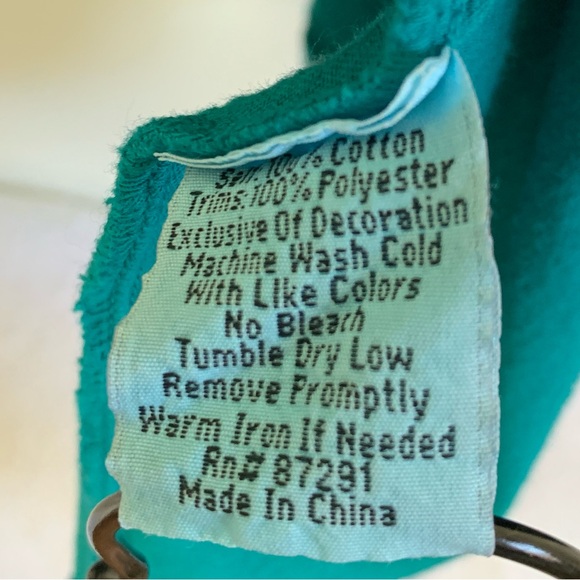 Self: 100% Cotton
Trims: 100% Polyester
Exclusive Of Decoration
Machine Wash Cold
With Like Colors
No Bleach
Tumble Dry Low
Remove Promptly
Warm Iron If Needed
Rn# 87291
Made In China